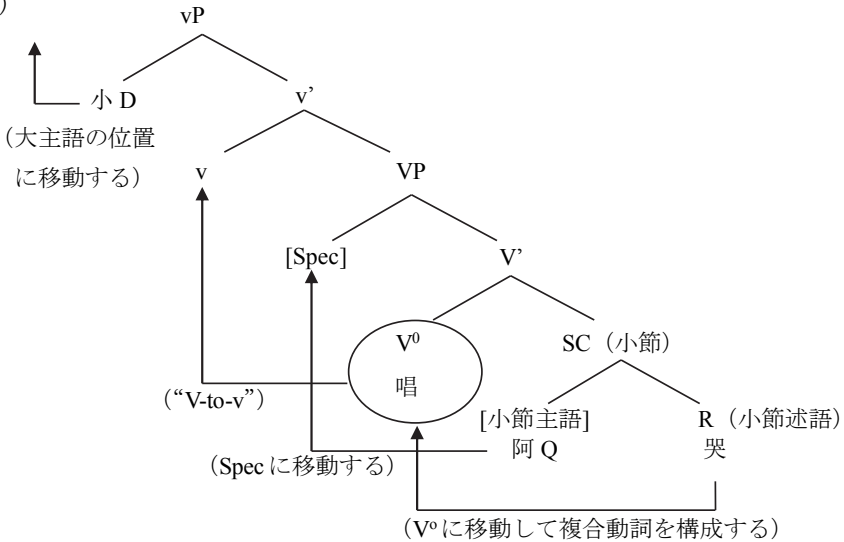 )
vP
小 D
v’
（大主語の位置
に移動する）
v
VP
[Spec]
V’
V⁰
SC（小節）
唱
（“V-to-v”）
[小節主語]
R（小節述語）
阿 Q
哭
（Spec に移動する）
（V⁰に移動して複合動詞を構成する）